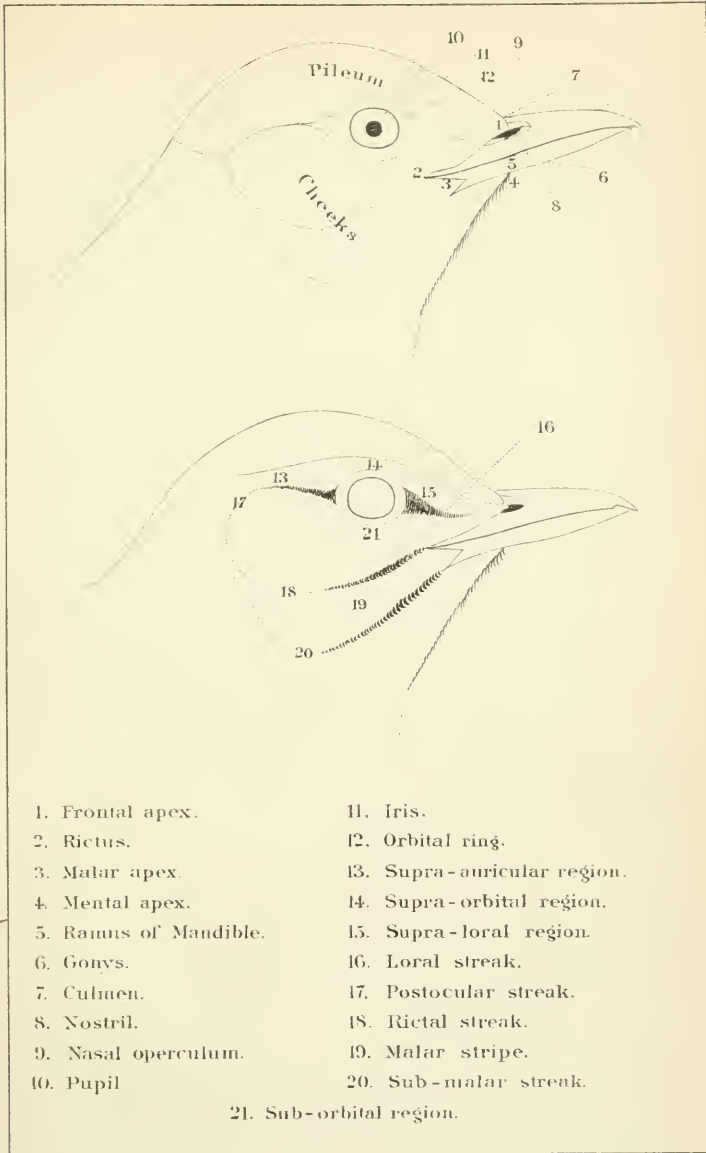 10 9
11
Pileum 12 7
1
2 5
3 4 6
Cheeks 8
16
14
13 15
17
21
18
19
20
1. Frontal apex.
2. Rictus.
3. Malar apex.
4. Mental apex.
5. Ramus of Mandible.
6. Gonys.
7. Culmen.
8. Nostril.
9. Nasal operculum.
10. Pupil
11. Iris.
12. Orbital ring.
13. Supra-auricular region.
14. Supra-orbital region.
15. Supra-loral region.
16. Loral streak.
17. Postocular streak.
18. Rictal streak.
19. Malar stripe.
20. Sub-malar streak.
21. Sub-orbital region.